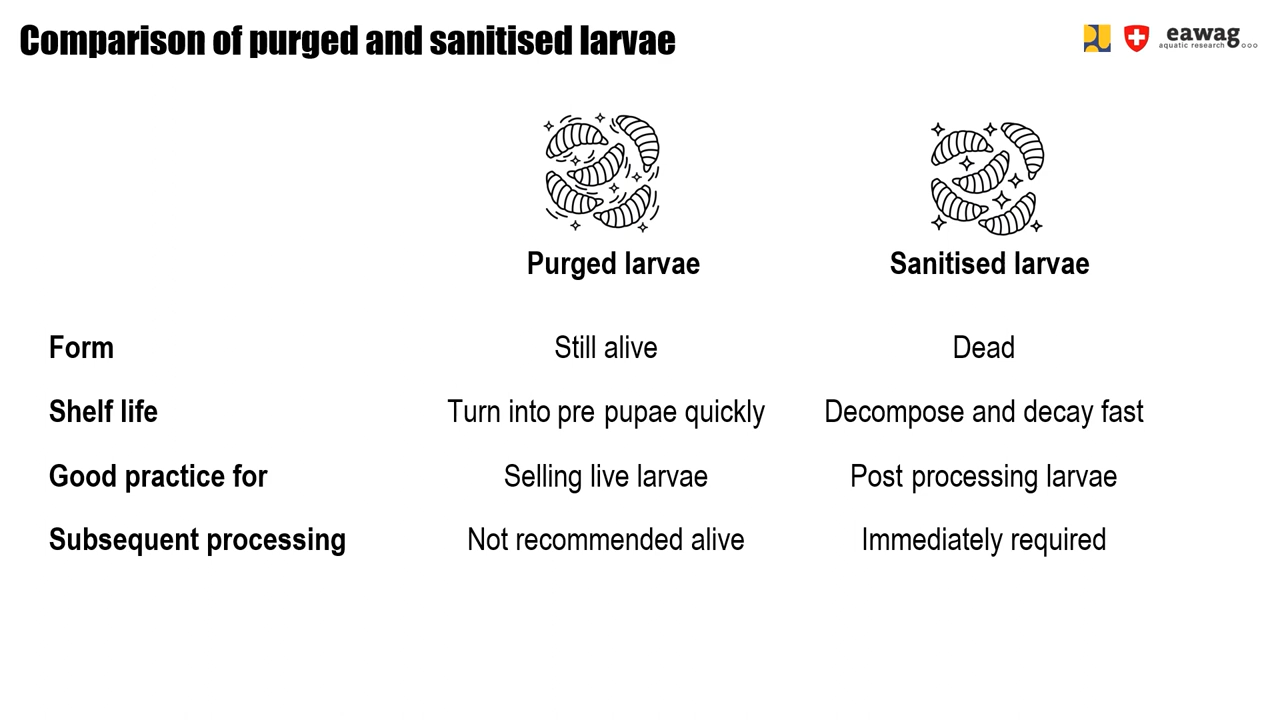 Comparison of purged and sanitised larvae
eawag
aquatic research
Purged larvae
Sanitised larvae
Form
Still alive
Dead
Shelf life
Turn into pre pupae quickly
Decompose and decay fast
Good practice for
Selling live larvae
Post processing larvae
Subsequent processing
Not recommended alive
Immediately required